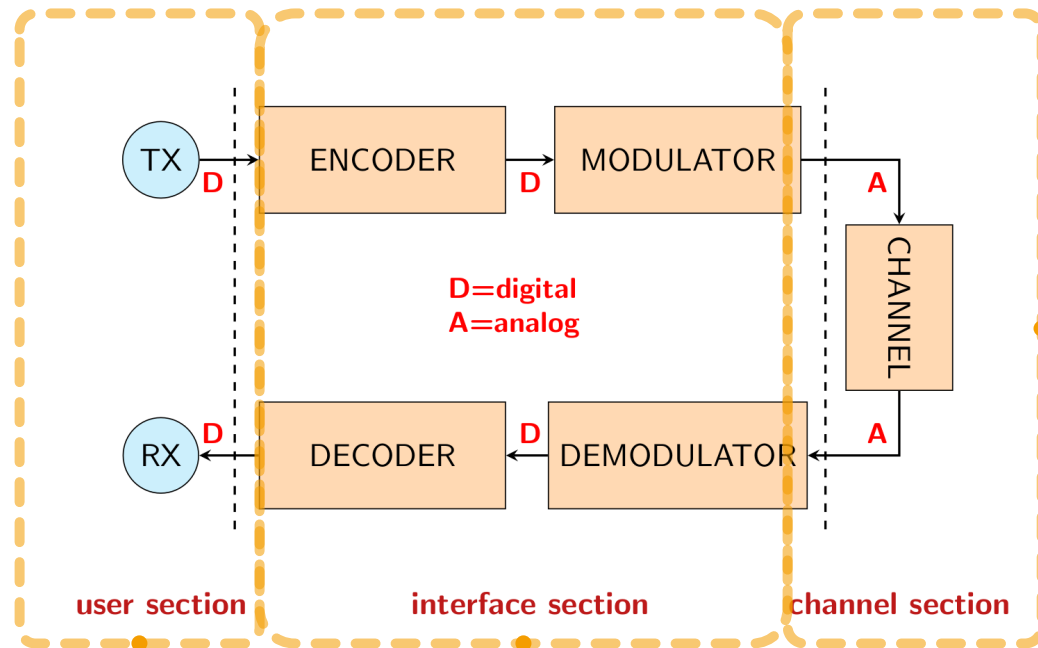 TX
D
ENCODER
D
MODULATOR
A
CHANNEL
D=digital
A=analog
RX
D
DECODER
D
DEMODULATOR
A
user section
interface section
channel section